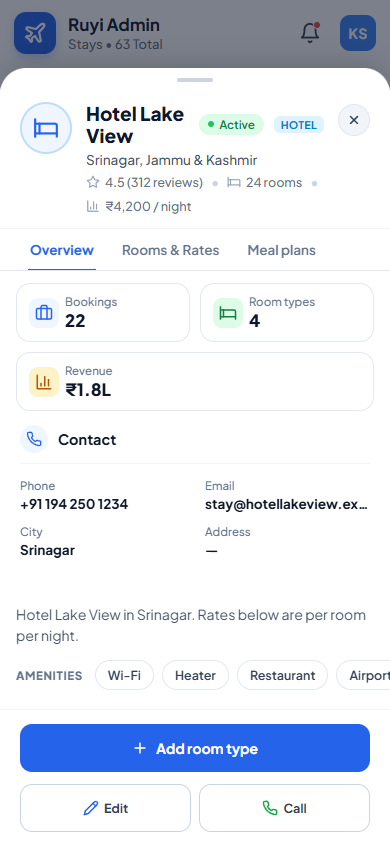 Ruyi Admin
Stays • 63 Total
KS
Hotel Lake View
Active
HOTEL
Srinagar, Jammu & Kashmir
4.5 (312 reviews) • 24 rooms •
₹4,200 / night
Overview Rooms & Rates Meal plans
Bookings
22
Room types
4
Revenue
₹1.8L
Contact
Phone
+91 194 250 1234
Email
stay@hotellakeview.ex…
City
Srinagar
Address
—
Hotel Lake View in Srinagar. Rates below are per room
per night.
AMENITIES Wi-Fi Heater Restaurant Airport
+ Add room type
Edit Call